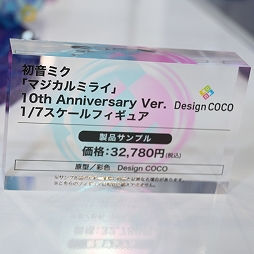 初音ミク
「マジカルミライ」
10th Anniversary Ver.
Design COCO
1/7スケールフィギュア
製品サンプル
価格:32,780円(税込)
原型/彩色 Design COCO